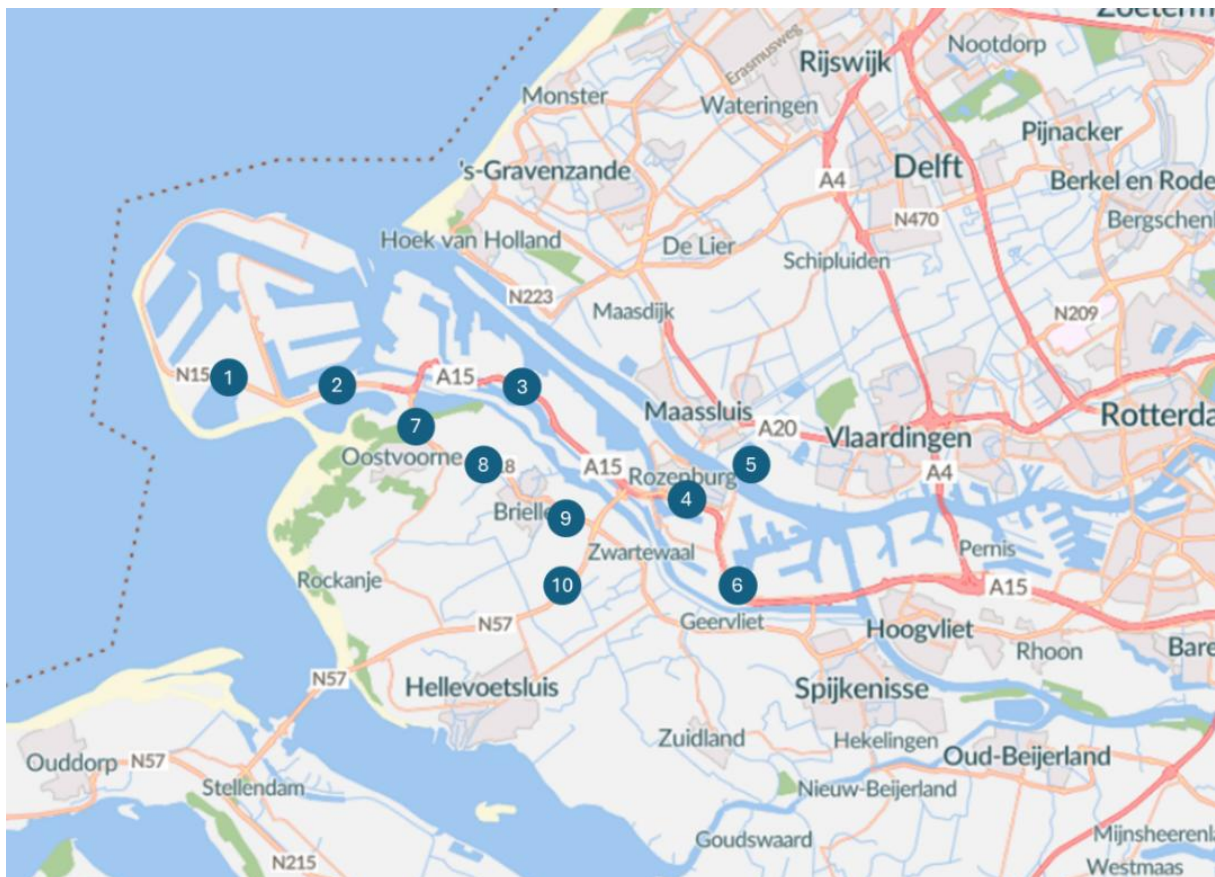 Zoeterm
Nootdorp
Erasmusweg
Rijswijk
Monster
Wateringen
Pijnacker
's-Gravenzande
Delft
A4
Berkel en Rode
N470
Bergschenh
Hoek van Holland
De Lier
Schipluiden
N223
Maasdijk
N209
N15
1
2
A15
3
Maassluis
Rotterda
7
A20
Vlaardingen
Oostvoorne
8
A15
5
A4
Rozenburg
4
Brielle
9
Zwartewaal
Pernis
Rockanje
10
6
A15
Geervliet
N57
Hoogvliet
Rhoon
Bare
N57
Hellevoetsluis
Spijkenisse
Zuidland
Hekelingen
Oud-Beijerland
Ouddorp
N57
Stellendam
Nieuw-Beijerland
Goudswaard
Mijnsheerenla
N215
Westmaas